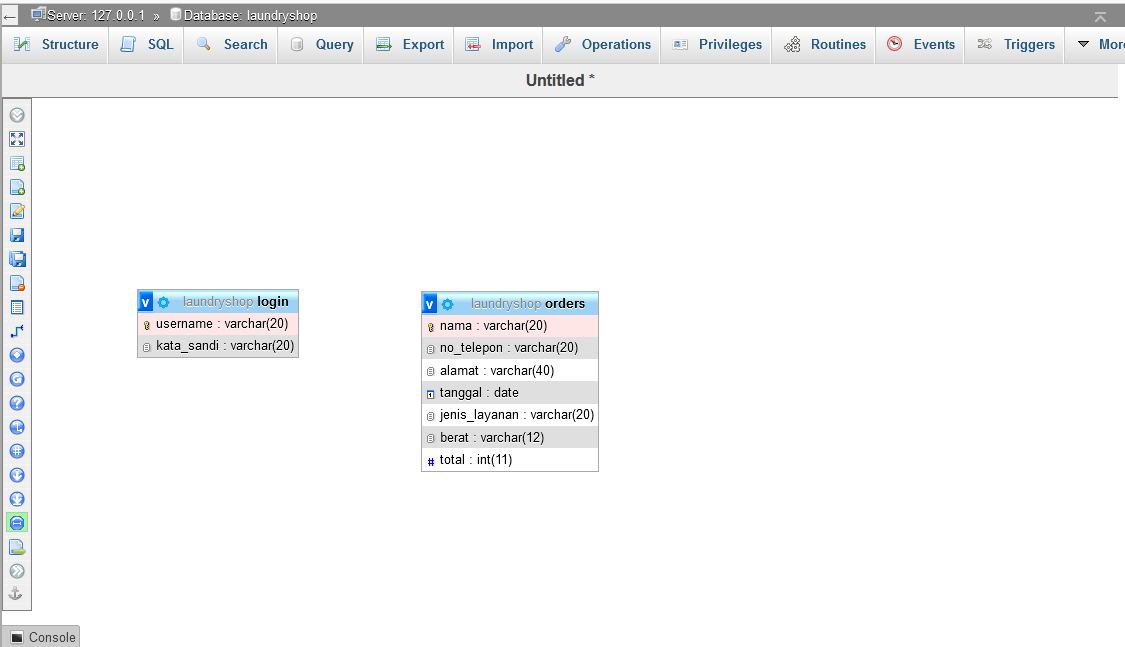 Server: 127.0.0.1 » Database: laundryshop
Structure SQL Search Query Export Import Operations Privileges Routines Events Triggers More
Untitled *
v laundryshop login
username : varchar(20)
kata_sandi : varchar(20)
v laundryshop orders
nama : varchar(20)
no_telepon : varchar(20)
alamat : varchar(40)
tanggal : date
jenis_layanan : varchar(20)
berat : varchar(12)
# total : int(11)
Console